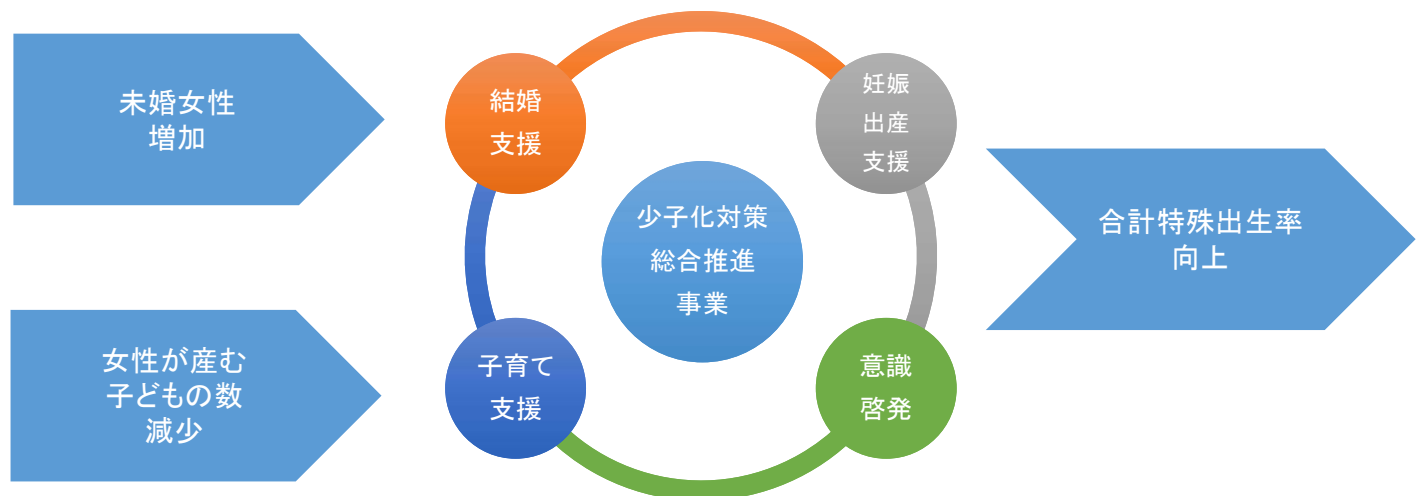 未婚女性
増加
女性が産む
子どもの数
減少
結婚
支援
妊娠
出産
支援
少子化対策
総合推進
事業
子育て
支援
意識
啓発
合計特殊出生率
向上